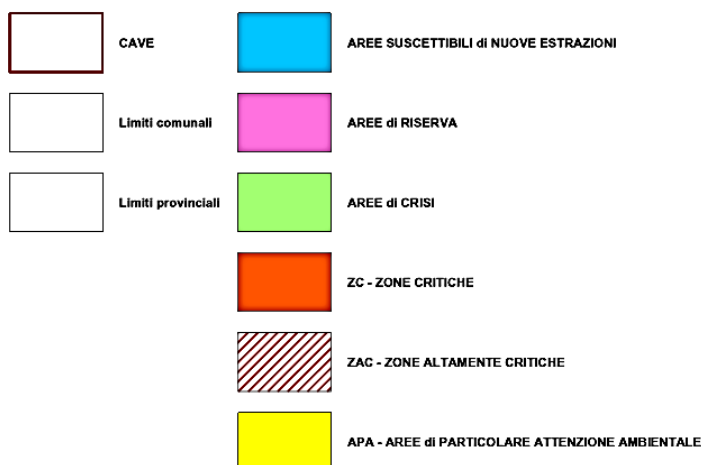 CAVE
AREE SUSCETTIBILI di NUOVE ESTRAZIONI
Limiti comunali
AREE di RISERVA
Limiti provinciali
AREE di CRISI
ZC - ZONE CRITICHE
ZAC - ZONE ALTAMENTE CRITICHE
APA - AREE di PARTICOLARE ATTENZIONE AMBIENTALE